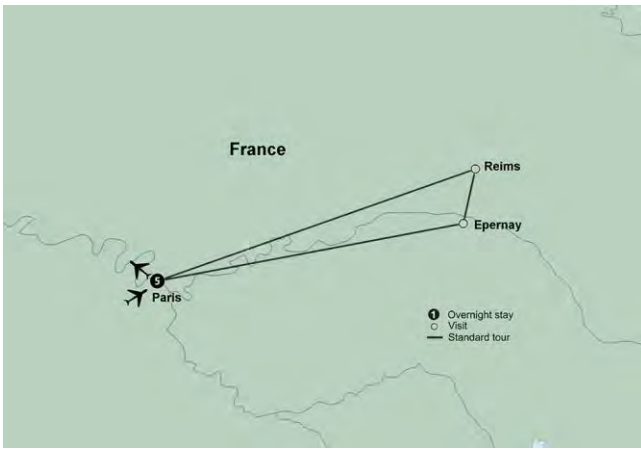 France
Reims
Epernay
5
Paris
1 Overnight stay
Visit
Standard tour